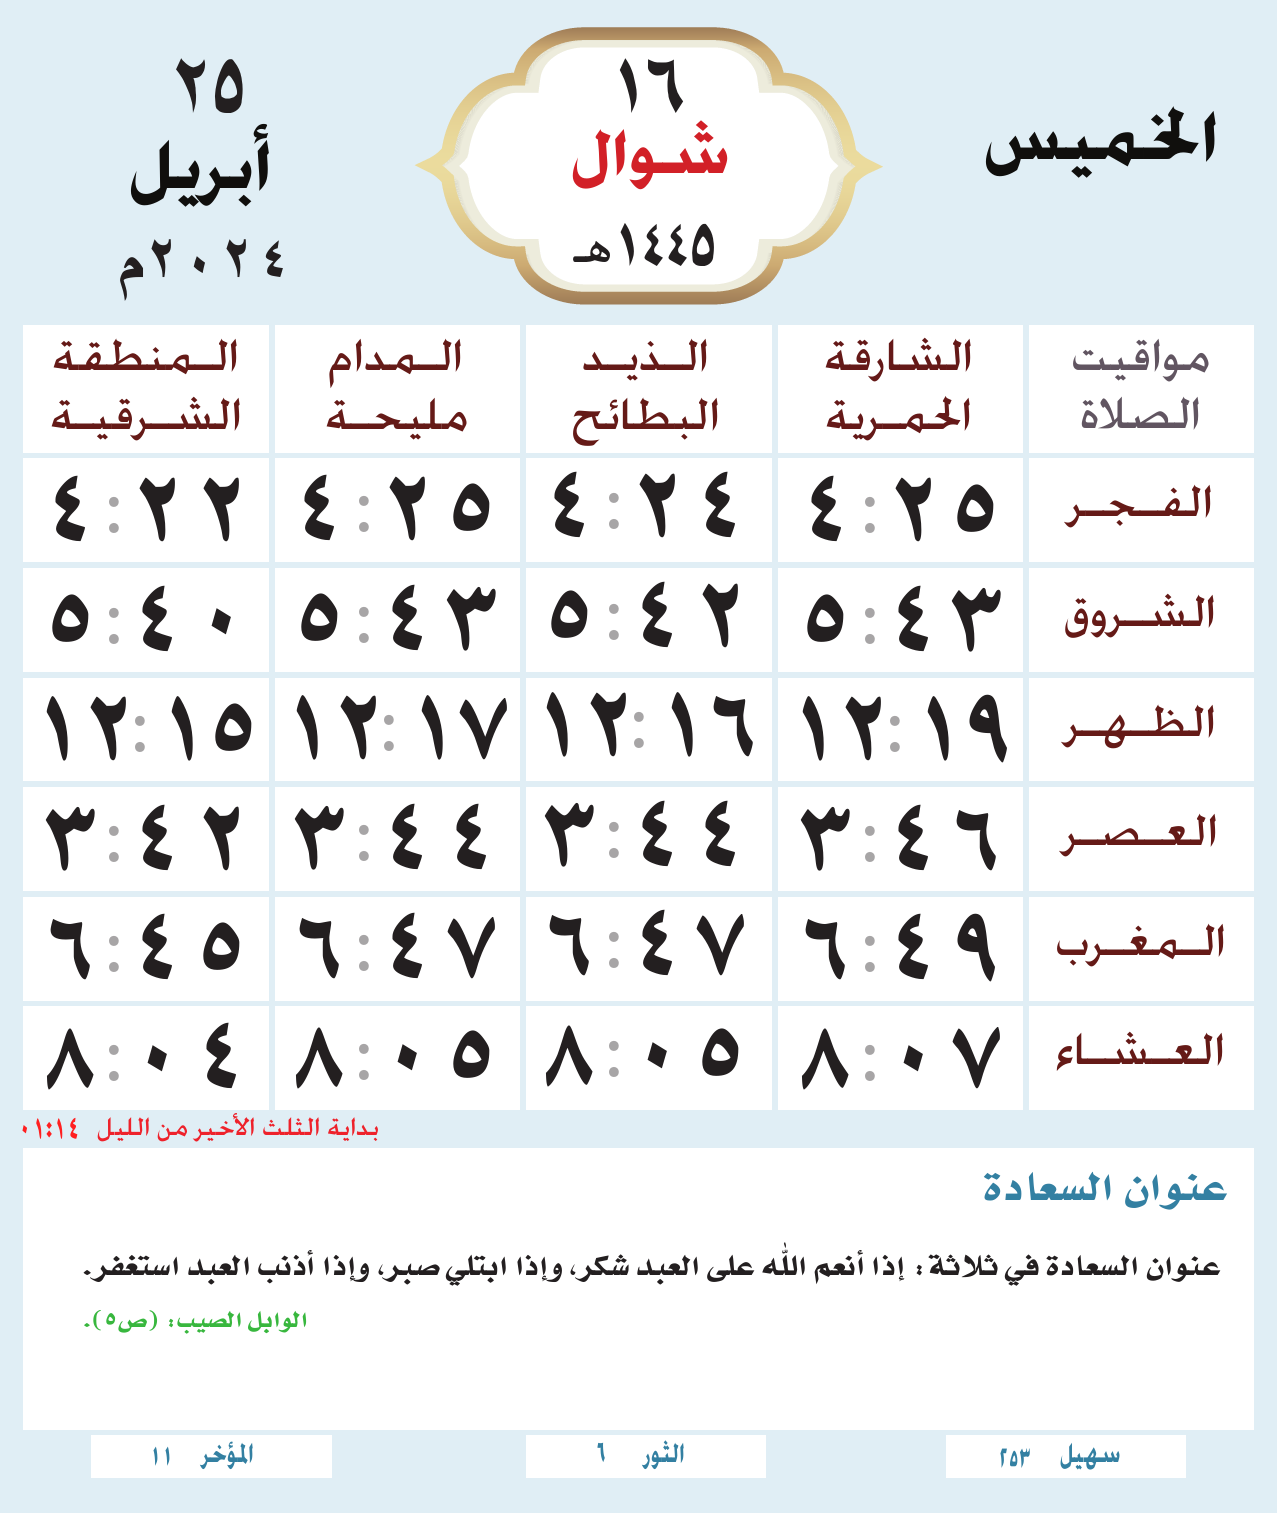 الخميس
١٦
شوال
١٤٤٥هـ
٢٥
أبريل
٢٠٢٤م
مواقيت الصلاة
الشارقة الحمرية
الذيد البطائح
المدام مليحة
المنطقة الشرقية
الفجر ٤:٢٥ ٤:٢٤ ٤:٢٥ ٤:٢٢
الشروق ٥:٤٣ ٥:٤٢ ٥:٤٣ ٥:٤٠
الظهر ١٢:١٩ ١٢:١٦ ١٢:١٧ ١٢:١٥
العصر ٣:٤٦ ٣:٤٤ ٣:٤٤ ٣:٤٢
المغرب ٦:٤٩ ٦:٤٧ ٦:٤٧ ٦:٤٥
العشاء ٨:٠٧ ٨:٠٥ ٨:٠٥ ٨:٠٤
بداية الثلث الأخير من الليل ٠١:١٤
عنوان السعادة
عنوان السعادة في ثلاثة: إذا أنعم الله على العبد شكر، وإذا ابتلي صبر، وإذا أذنب العبد استغفر.
الوابل الصيب: (ص٥).
سهيل ٢٥٣
الثور ٦
المؤخر ١١